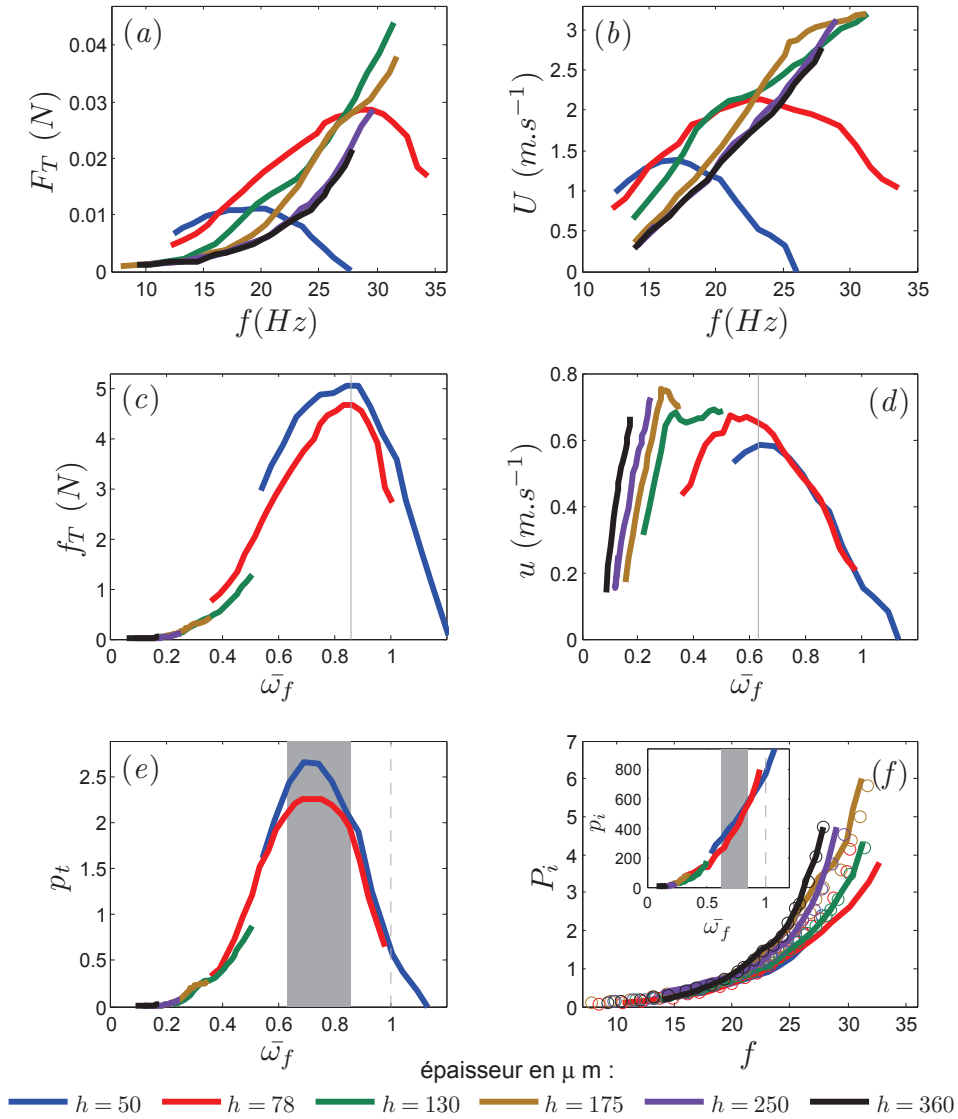 (a)
F_T (N)
0.04
0.03
0.02
0.01
0
10 15 20 25 30 35
f(Hz)
(b)
U (m.s⁻¹)
3
2.5
2
1.5
1
0.5
0
10 15 20 25 30 35
f(Hz)
(c)
f_T (N)
5
4
3
2
1
0
0 0.2 0.4 0.6 0.8 1
ω̄_f
(d)
u (m.s⁻¹)
0.8
0.6
0.4
0.2
0
0 0.2 0.4 0.6 0.8 1
ω̄_f
(e)
p_t
2.5
2
1.5
1
0.5
0
0 0.2 0.4 0.6 0.8 1
ω̄_f
(f)
P_i
7
6
5
4
3
2
1
0
10 15 20 25 30 35
f
p_i
800
600
400
200
0
0 0.5 1
ω̄_f
épaisseur en μ m :
h = 50 h = 78 h = 130 h = 175 h = 250 h = 360